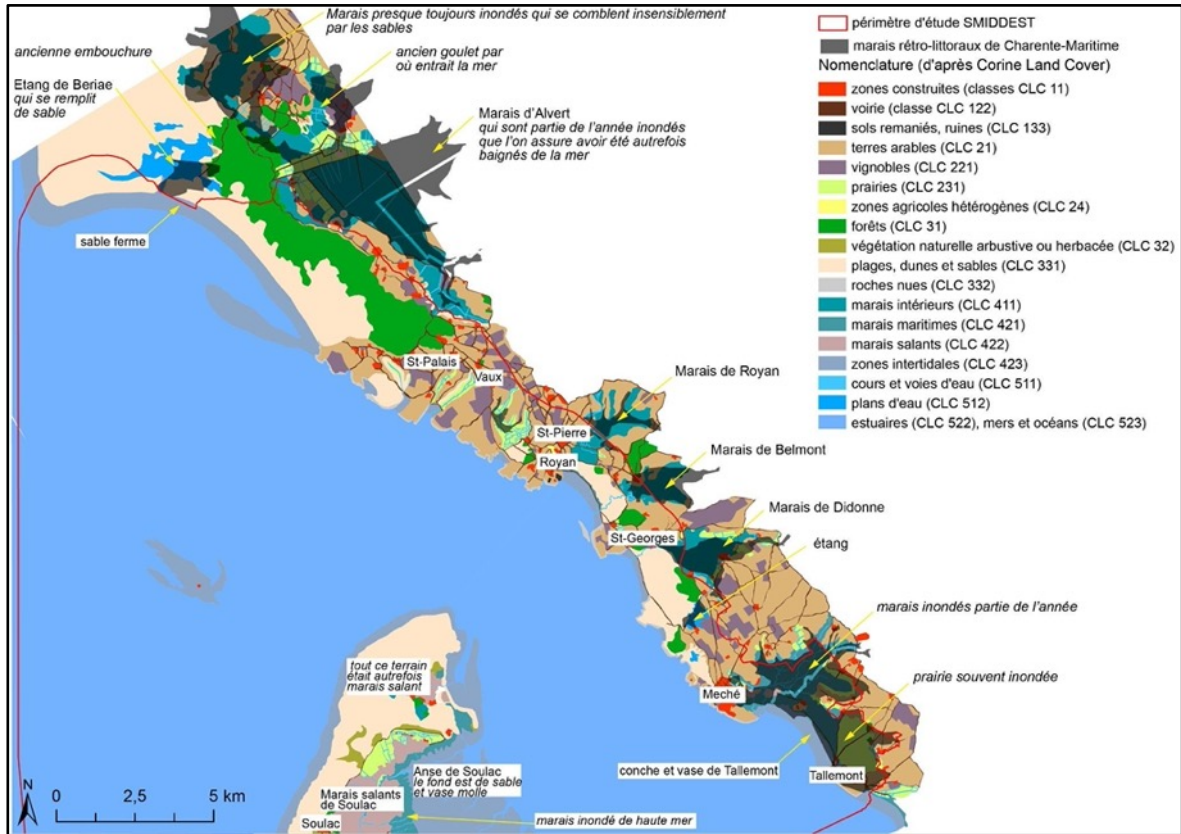 Marais presque toujours inondés qui se comblent insensiblement
par les sables
ancienne embouchure
ancien goulet par
où entrait la mer
Etang de Beriae
qui se remplit
de sable
Marais d'Alvert
qui sont partie de l'année inondés
que l'on assure avoir été autrefois
baignés de la mer
sable ferme
St-Palais
Vaux
Marais de Royan
St-Pierre
Royan
Marais de Belmont
Marais de Didonne
St-Georges
étang
marais inondés partie de l'année
prairie souvent inondée
Meché
tout ce terrain
était autrefois
marais salant
conche et vase de Tallemont
Tallemont
Anse de Soulac
le fond est de sable
et vase molle
Marais salants
de Soulac
Soulac
marais inondé de haute mer
N
0 2,5 5 km
périmètre d'étude SMIDDEST
marais rétro-littoraux de Charente-Maritime
Nomenclature (d'après Corine Land Cover)
zones construites (classes CLC 11)
voirie (classe CLC 122)
sols remaniés, ruines (CLC 133)
terres arables (CLC 21)
vignobles (CLC 221)
prairies (CLC 231)
zones agricoles hétérogènes (CLC 24)
forêts (CLC 31)
végétation naturelle arbustive ou herbacée (CLC 32)
plages, dunes et sables (CLC 331)
roches nues (CLC 332)
marais intérieurs (CLC 411)
marais maritimes (CLC 421)
marais salants (CLC 422)
zones intertidales (CLC 423)
cours et voies d'eau (CLC 511)
plans d'eau (CLC 512)
estuaires (CLC 522), mers et océans (CLC 523)